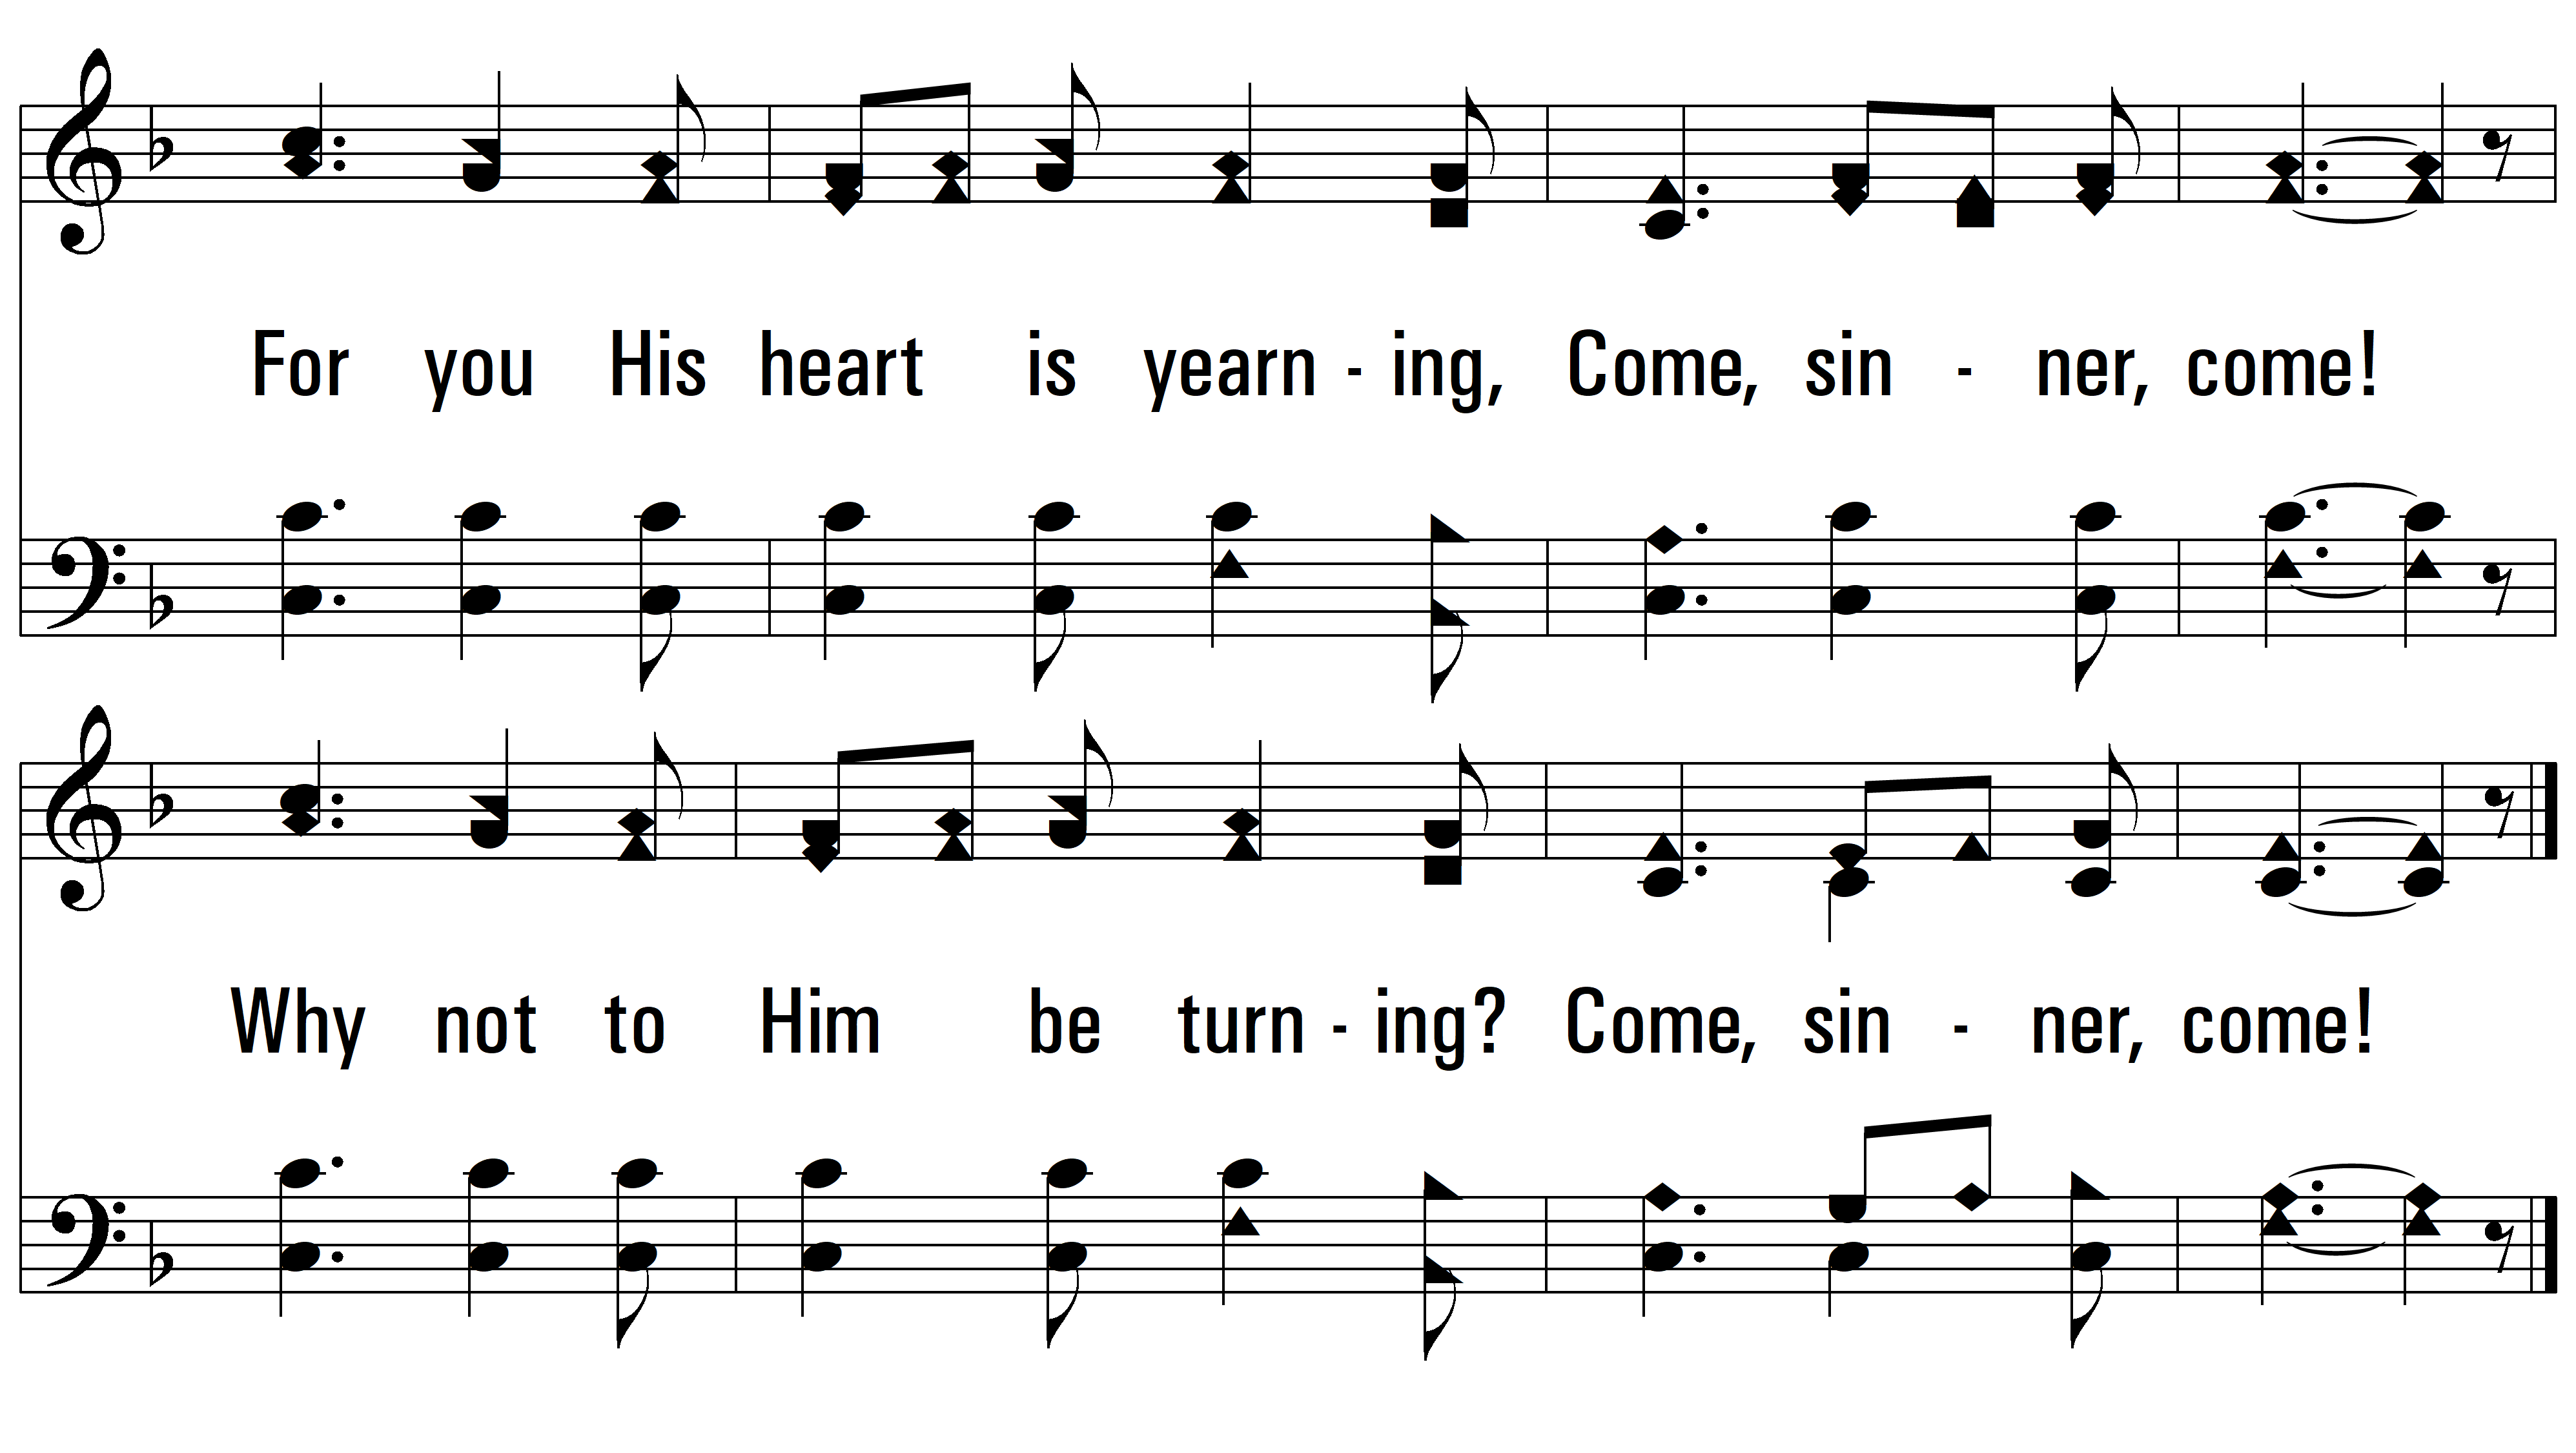 For you His heart is yearn - ing, Come, sin - ner, come!
Why not to Him be turn - ing? Come, sin - ner, come!